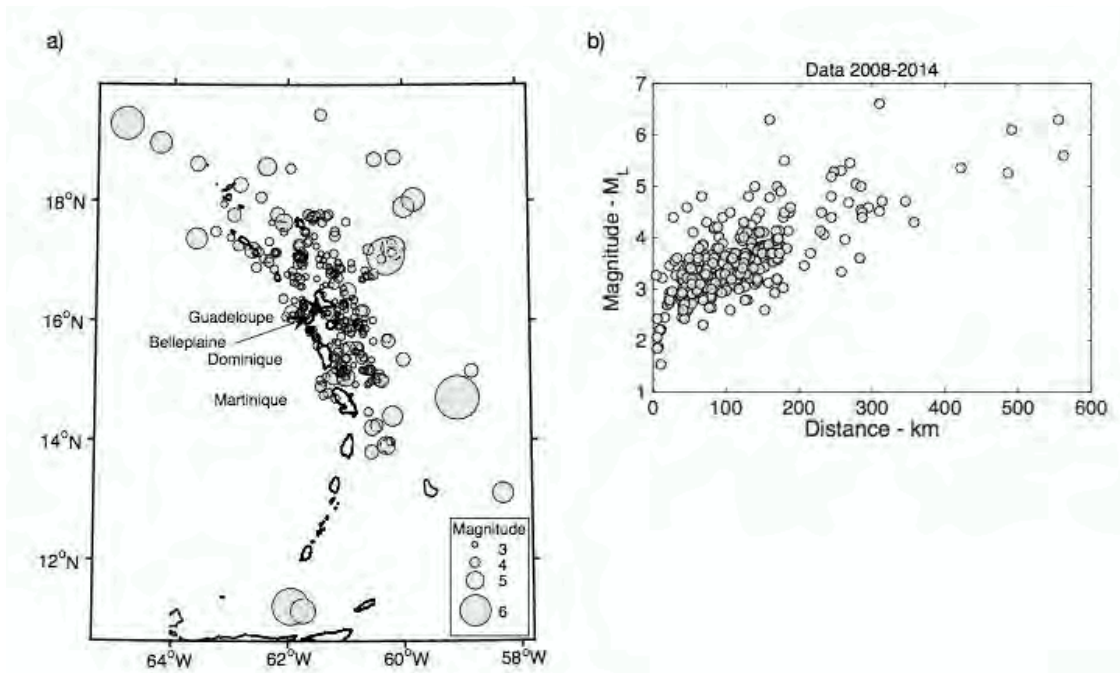 a)
18°N
16°N
14°N
12°N
64°W 62°W 60°W 58°W
Guadeloupe
Belleplaine
Dominique
Martinique
Magnitude
3
4
5
6
b)
Data 2008-2014
Magnitude - M_L
7
6
5
4
3
2
1
0 100 200 300 400 500 600
Distance - km